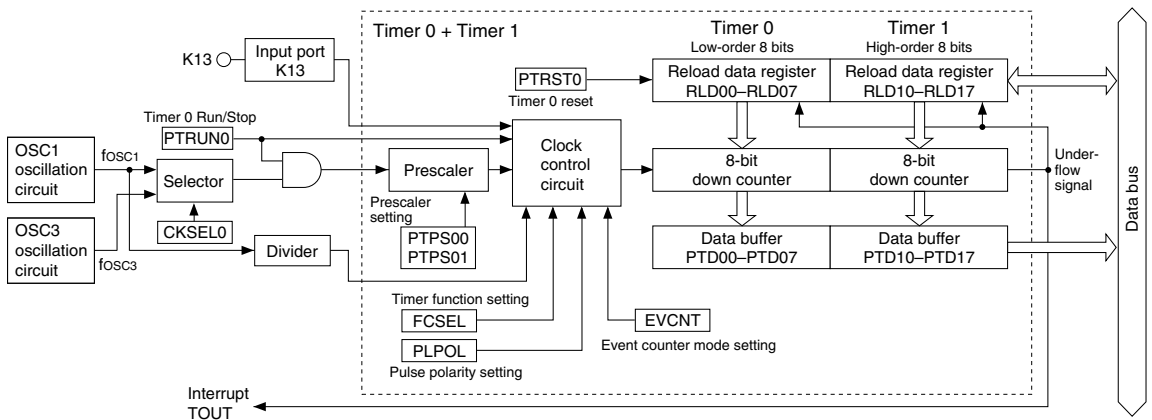 Timer 0 + Timer 1
Timer 0
Low-order 8 bits
Timer 1
High-order 8 bits
K13
Input port
K13
PTRST0
Timer 0 reset
Reload data register
RLD00–RLD07
Reload data register
RLD10–RLD17
Timer 0 Run/Stop
PTRUN0
OSC1
oscillation
circuit
fOSC1
Selector
CKSEL0
Prescaler
Prescaler
setting
PTPS00
PTPS01
Clock
control
circuit
8-bit
down counter
8-bit
down counter
Under-
flow
signal
Data bus
OSC3
oscillation
circuit
fOSC3
Divider
Data buffer
PTD00–PTD07
Data buffer
PTD10–PTD17
Timer function setting
FCSEL
PLPOL
Pulse polarity setting
EVCNT
Event counter mode setting
Interrupt
TOUT